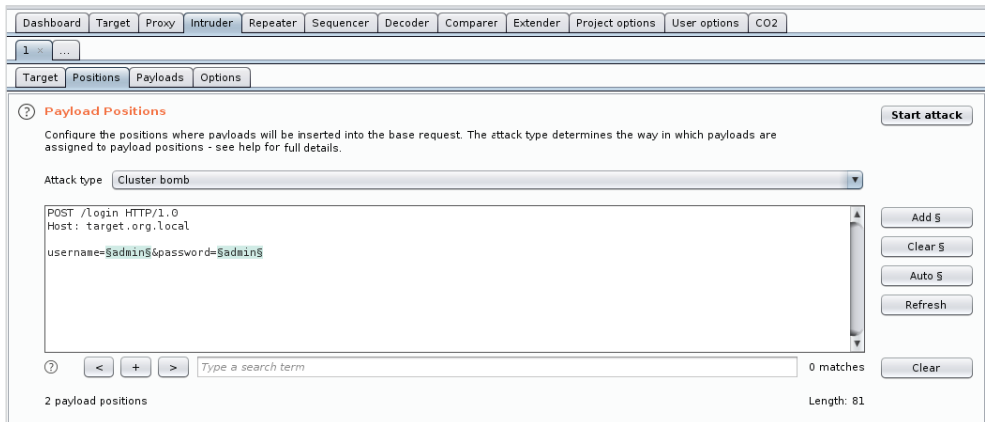 Dashboard Target Proxy Intruder Repeater Sequencer Decoder Comparer Extender Project options User options CO2
1 × ...
Target Positions Payloads Options
? Payload Positions
Start attack
Configure the positions where payloads will be inserted into the base request. The attack type determines the way in which payloads are
assigned to payload positions - see help for full details.
Attack type Cluster bomb
POST /login HTTP/1.0
Host: target.org.local
username=§admin§&password=§admin§
Add §
Clear §
Auto §
Refresh
? < + > Type a search term 0 matches Clear
2 payload positions Length: 81